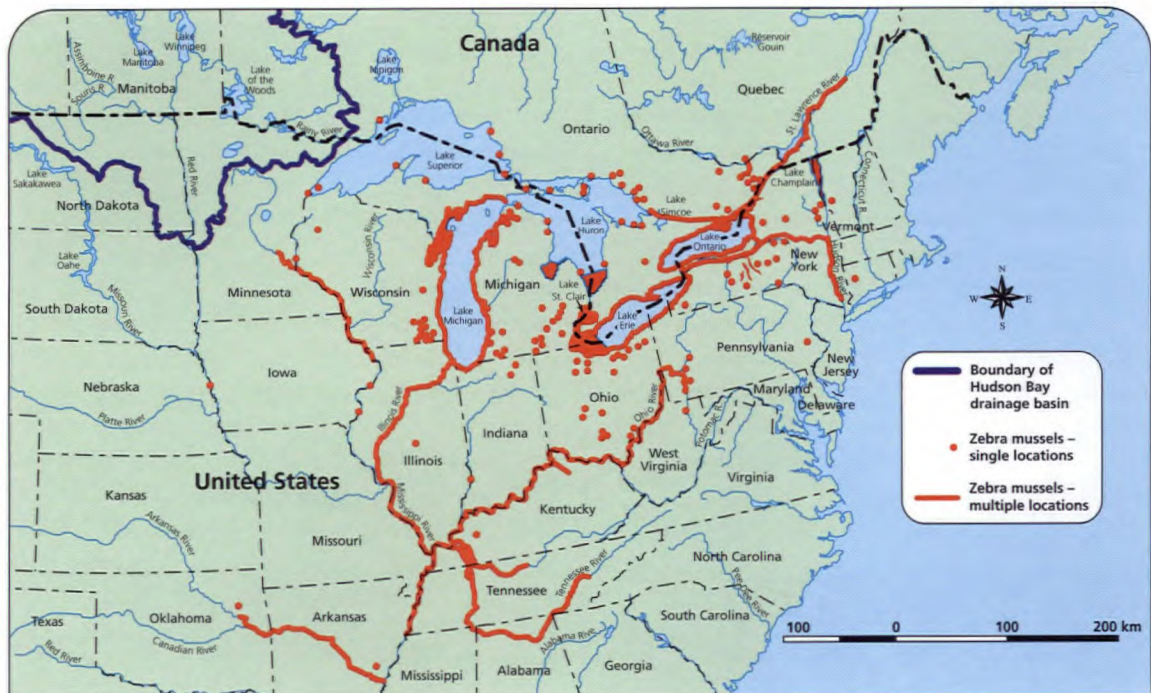 Canada
Lake
Winnipeg
Lake
Manitoba
Assiniboine R.
Souris R.
Manitoba
Lake
of the
Woods
Lake
Nipigon
Réservoir
Gouin
Quebec
St. Lawrence River
Ontario
Ottawa River
Rainy River
Lake
Superior
Red River
Lake
Sakakawea
North Dakota
Lake
Champlain
Connecticut R.
Lake
Simcoe
Lake
Huron
Vermont
Lake
Ontario
New
York
Hudson River
Lake
Oahe
Missouri River
South Dakota
Minnesota
Wisconsin River
Wisconsin
Michigan
Lake
St. Clair
Lake
Michigan
Lake
Erie
N
W
E
S
Pennsylvania
New
Jersey
Iowa
Nebraska
Platte River
Illinois River
Ohio
Ohio River
Maryland
Delaware
Potomac R.
Indiana
Illinois
West
Virginia
Virginia
United States
Mississippi River
Kansas
Arkansas River
Missouri
Kentucky
Tennessee
Tennessee River
North Carolina
PeeDee River
South Carolina
Texas
Oklahoma
Canadian River
Red River
Arkansas
Mississippi
Alabama
Alabama Rive
Georgia
Boundary of
Hudson Bay
drainage basin
Zebra mussels –
single locations
Zebra mussels –
multiple locations
100 0 100 200 km